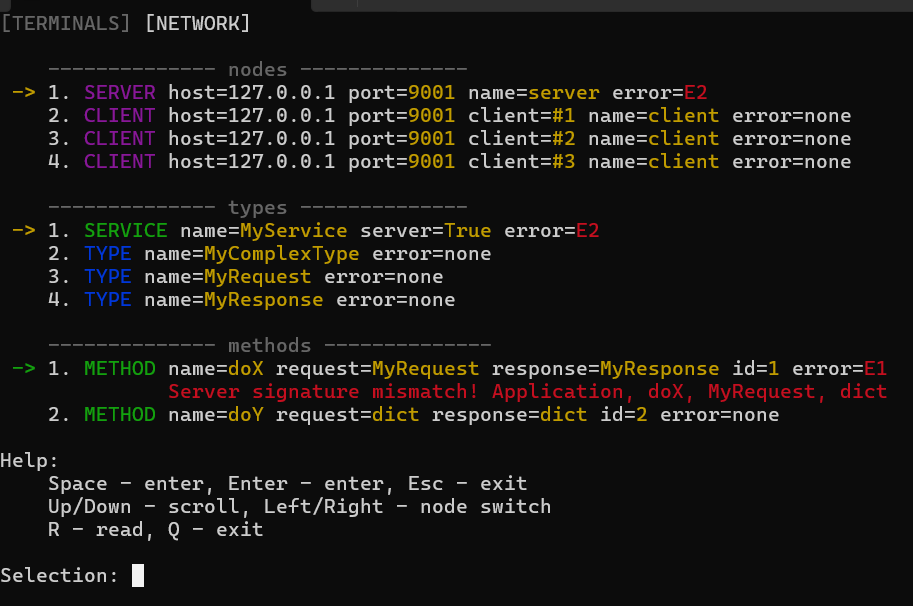 [TERMINALS] [NETWORK]
-------------- nodes --------------
-> 1. SERVER host=127.0.0.1 port=9001 name=server error=E2
2. CLIENT host=127.0.0.1 port=9001 client=#1 name=client error=none
3. CLIENT host=127.0.0.1 port=9001 client=#2 name=client error=none
4. CLIENT host=127.0.0.1 port=9001 client=#3 name=client error=none
-------------- types --------------
-> 1. SERVICE name=MyService server=True error=E2
2. TYPE name=MyComplexType error=none
3. TYPE name=MyRequest error=none
4. TYPE name=MyResponse error=none
-------------- methods --------------
-> 1. METHOD name=doX request=MyRequest response=MyResponse id=1 error=E1
Server signature mismatch! Application, doX, MyRequest, dict
2. METHOD name=doY request=dict response=dict id=2 error=none
Help:
Space - enter, Enter - enter, Esc - exit
Up/Down - scroll, Left/Right - node switch
R - read, Q - exit
Selection: